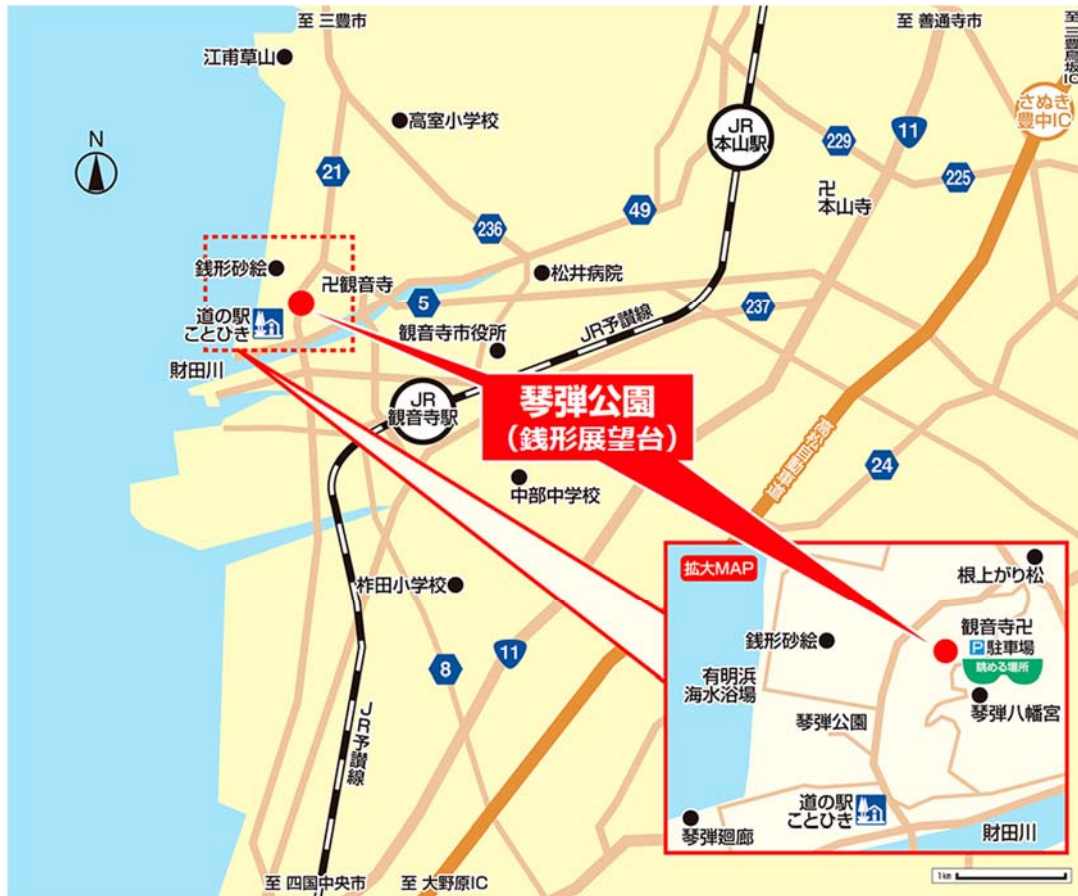 至 三豊市
至 善通寺市
至 三豊鳥坂IC
江甫草山
高室小学校
JR
本山駅
さぬき
豊中IC
N
11
229
225
21
卍
本山寺
49
236
銭形砂絵
松井病院
卍観音寺
5
237
道の駅
ことひき
観音寺市役所
JR予讃線
財田川
JR
観音寺駅
琴弾公園
(銭形展望台)
高松自動車道
24
中部中学校
柞田小学校
8
11
JR予讃線
至 四国中央市
至 大野原IC
拡大MAP
根上がり松
銭形砂絵
観音寺卍
P 駐車場
眺める場所
有明浜
海水浴場
琴弾八幡宮
琴弾公園
道の駅
ことひき
琴弾廻廊
財田川
1km